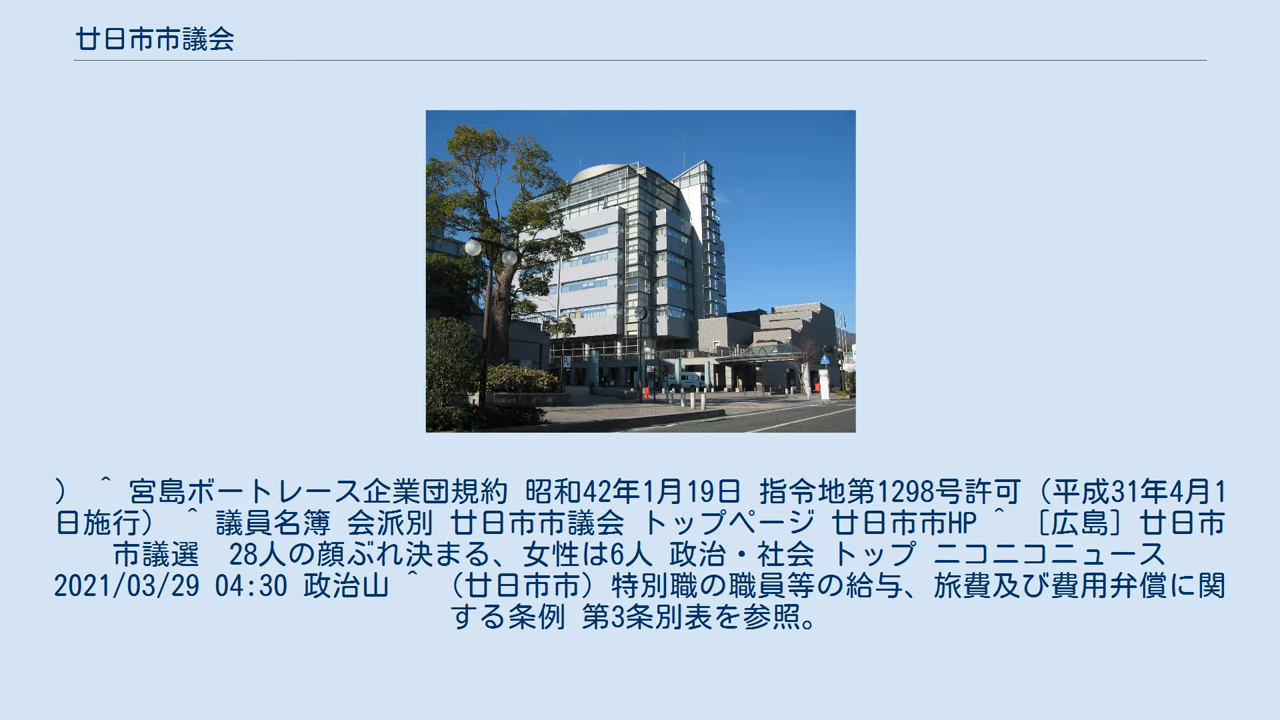 廿日市市議会
） ＾ 宮島ボートレース企業団規約 昭和42年1月19日 指令地第1298号許可（平成31年4月1
日施行） ＾ 議員名簿 会派別 廿日市市議会 トップページ 廿日市市HP ＾ ［広島］廿日市
市議選　28人の顔ぶれ決まる、女性は6人 政治・社会 トップ ニコニコニュース
2021/03/29 04:30 政治山 ＾ （廿日市市）特別職の職員等の給与、旅費及び費用弁償に関
する条例 第3条別表を参照。